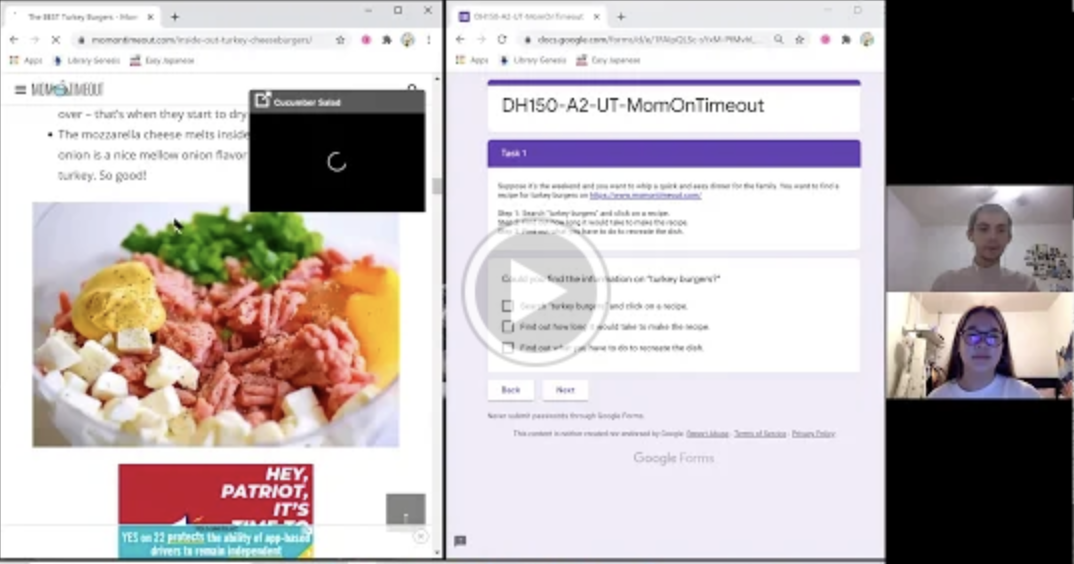 The BEST Turkey Burgers - Mom
momontimeout.com/inside-out-turkey-cheeseburgers/
Apps
Library Genesis
Easy Japanese
MOM TIMEOUT
over – that's when they start to dry
The mozzarella cheese melts inside
onion is a nice mellow onion flavor
turkey. So good!
Cucumber Salad
HEY,
PATRIOT,
IT'S
TIME TO
YES on 22 protects the ability of app-based
drivers to remain independent
DH150-A2-UT-MomOnTimeout
docs.google.com/forms/d/e/
Apps
Library Genesis
Easy Japanese
DH150-A2-UT-MomOnTimeout
Task 1
Suppose it's the weekend and you want to whip a quick and easy dinner for the family. You want to find a
recipe for turkey burgers on https://www.momontimeout.com/
Step 1: Search "turkey burgers" and click on a recipe.
Step 2: Find out how long it would take to make the recipe.
Step 3: Find out what you have to do to recreate the dish.
Could you find the information on "turkey burgers?"
Search "turkey burgers" and click on a recipe.
Find out how long it would take to make the recipe.
Find out what you have to do to recreate the dish.
Back
Next
Never submit passwords through Google Forms.
This content is neither created nor endorsed by Google. Report Abuse - Terms of Service - Privacy Policy
Google Forms